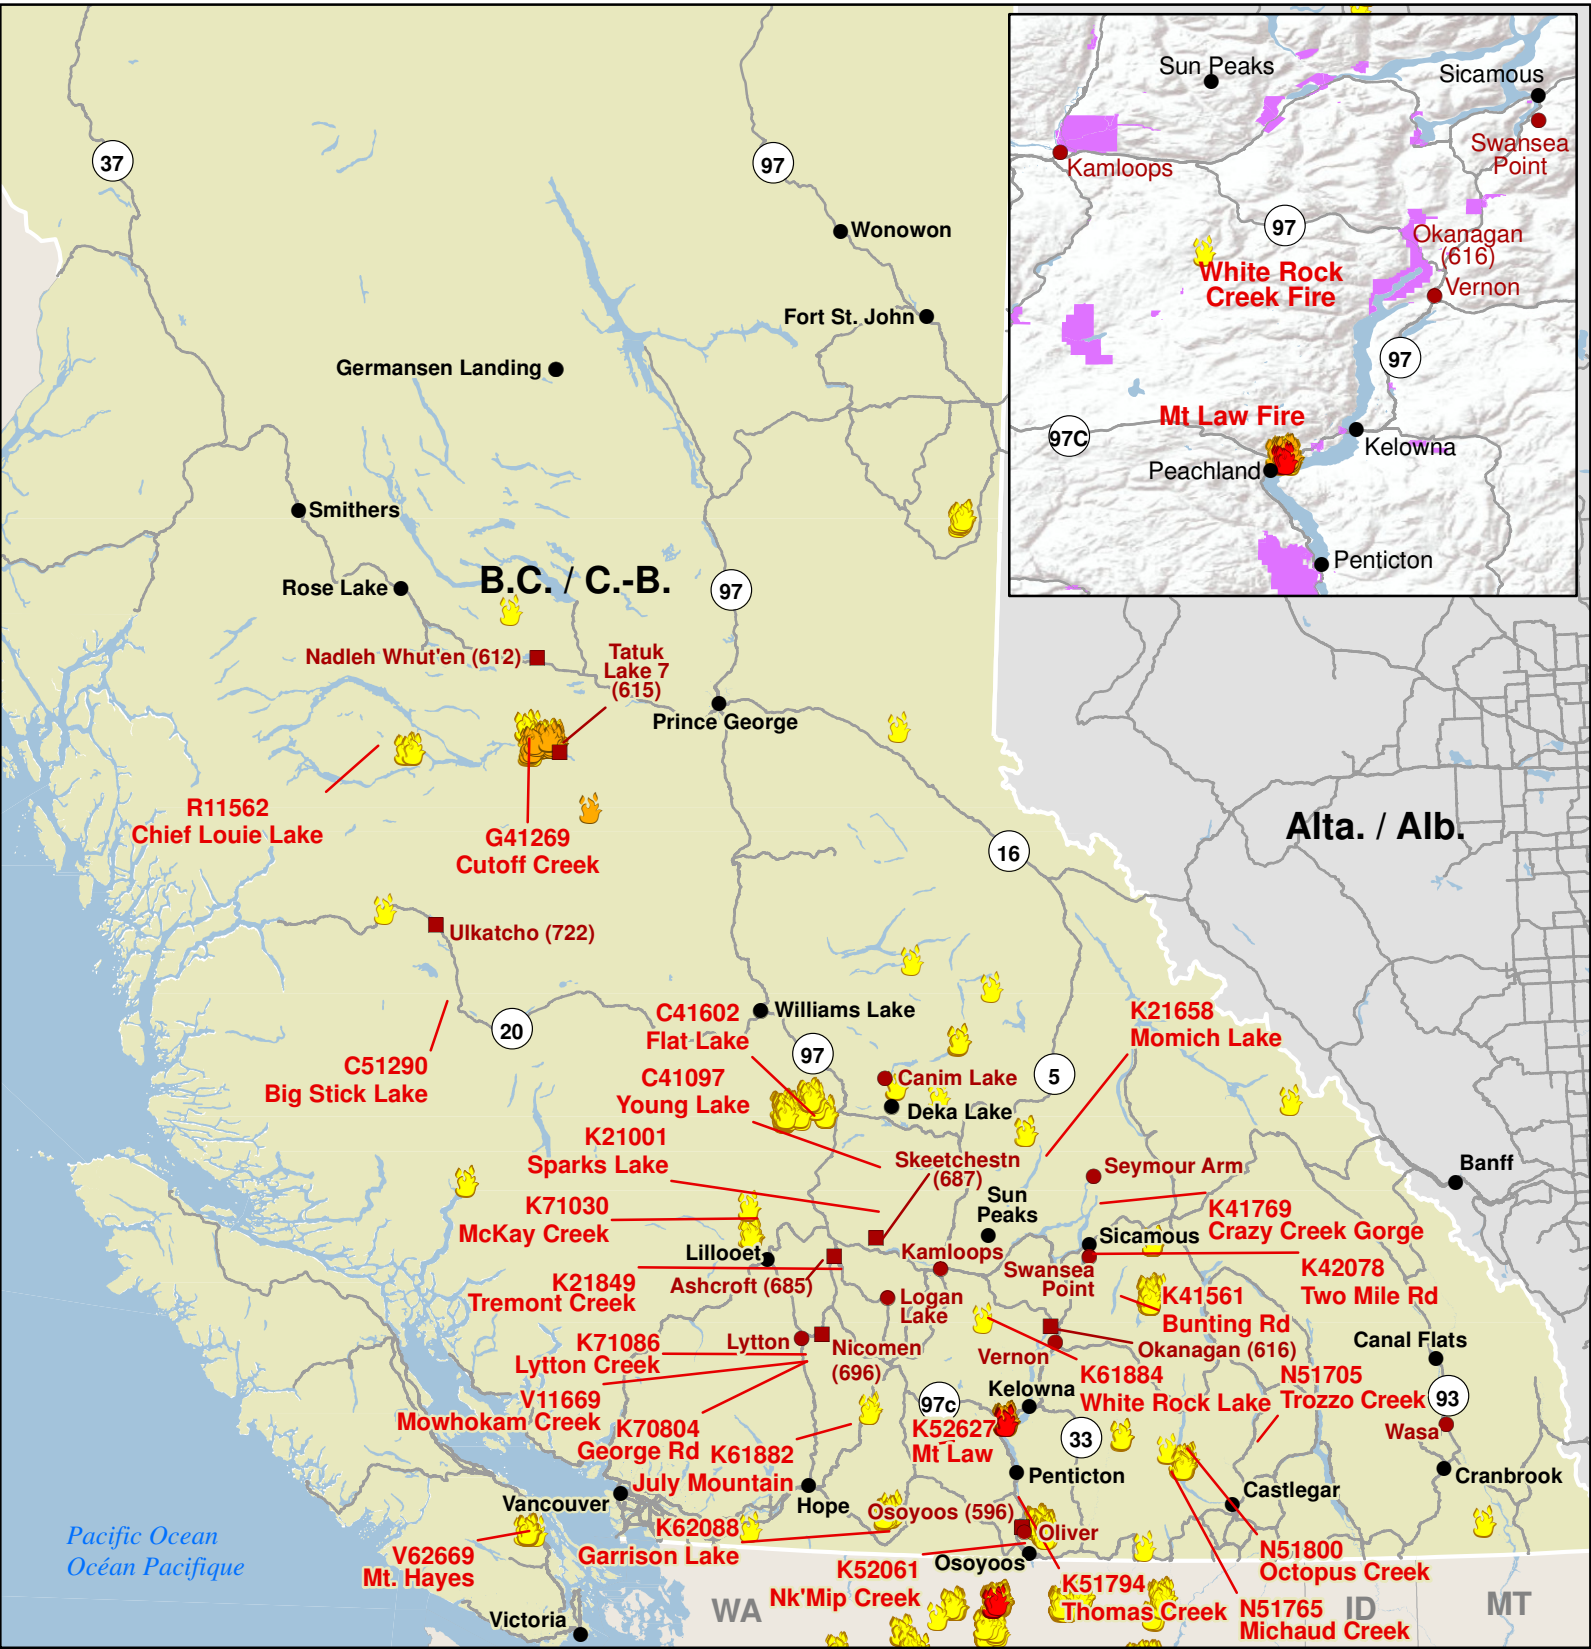 37
97
Wonowon
Fort St. John
Germansen Landing
Smithers
Rose Lake
B.C. / C.-B.
97
Nadleh Whut'en (612)
Tatuk
Lake 7
(615)
Prince George
R11562
Chief Louie Lake
G41269
Cutoff Creek
16
Alta. / Alb.
Ulkatcho (722)
20
C51290
Big Stick Lake
Williams Lake
97
5
C41602
Flat Lake
C41097
Young Lake
K21001
Sparks Lake
K71030
McKay Creek
K21849
Tremont Creek
K71086
Lytton Creek
V11669
Mowhokam Creek
K70804
George Rd
K61882
July Mountain
K62088
Garrison Lake
V62669
Mt. Hayes
Canim Lake
Deka Lake
K21658
Momich Lake
Skeetchestn
(687)
Sun
Peaks
Seymour Arm
K41769
Crazy Creek Gorge
Lillooet
Ashcroft (685)
Kamloops
Sicamous
Swansea
Point
K42078
Two Mile Rd
Logan
Lake
K41561
Bunting Rd
Lytton
Nicomen
(696)
Vernon
Okanagan (616)
K61884
White Rock Lake
N51705
Trozzo Creek
Banff
Canal Flats
93
Wasa
Cranbrook
97c
Kelowna
K52627
Mt Law
33
Penticton
Castlegar
Hope
Vancouver
Osoyoos (596)
Oliver
Osoyoos
K52061
Nk'Mip Creek
K51794
Thomas Creek
N51800
Octopus Creek
N51765
Michaud Creek
Pacific Ocean
Océan Pacifique
Victoria
WA
ID
MT
Sun Peaks
Sicamous
Swansea
Point
Kamloops
97
Okanagan
(616)
White Rock
Creek Fire
Vernon
97
Mt Law Fire
97C
Kelowna
Peachland
Penticton